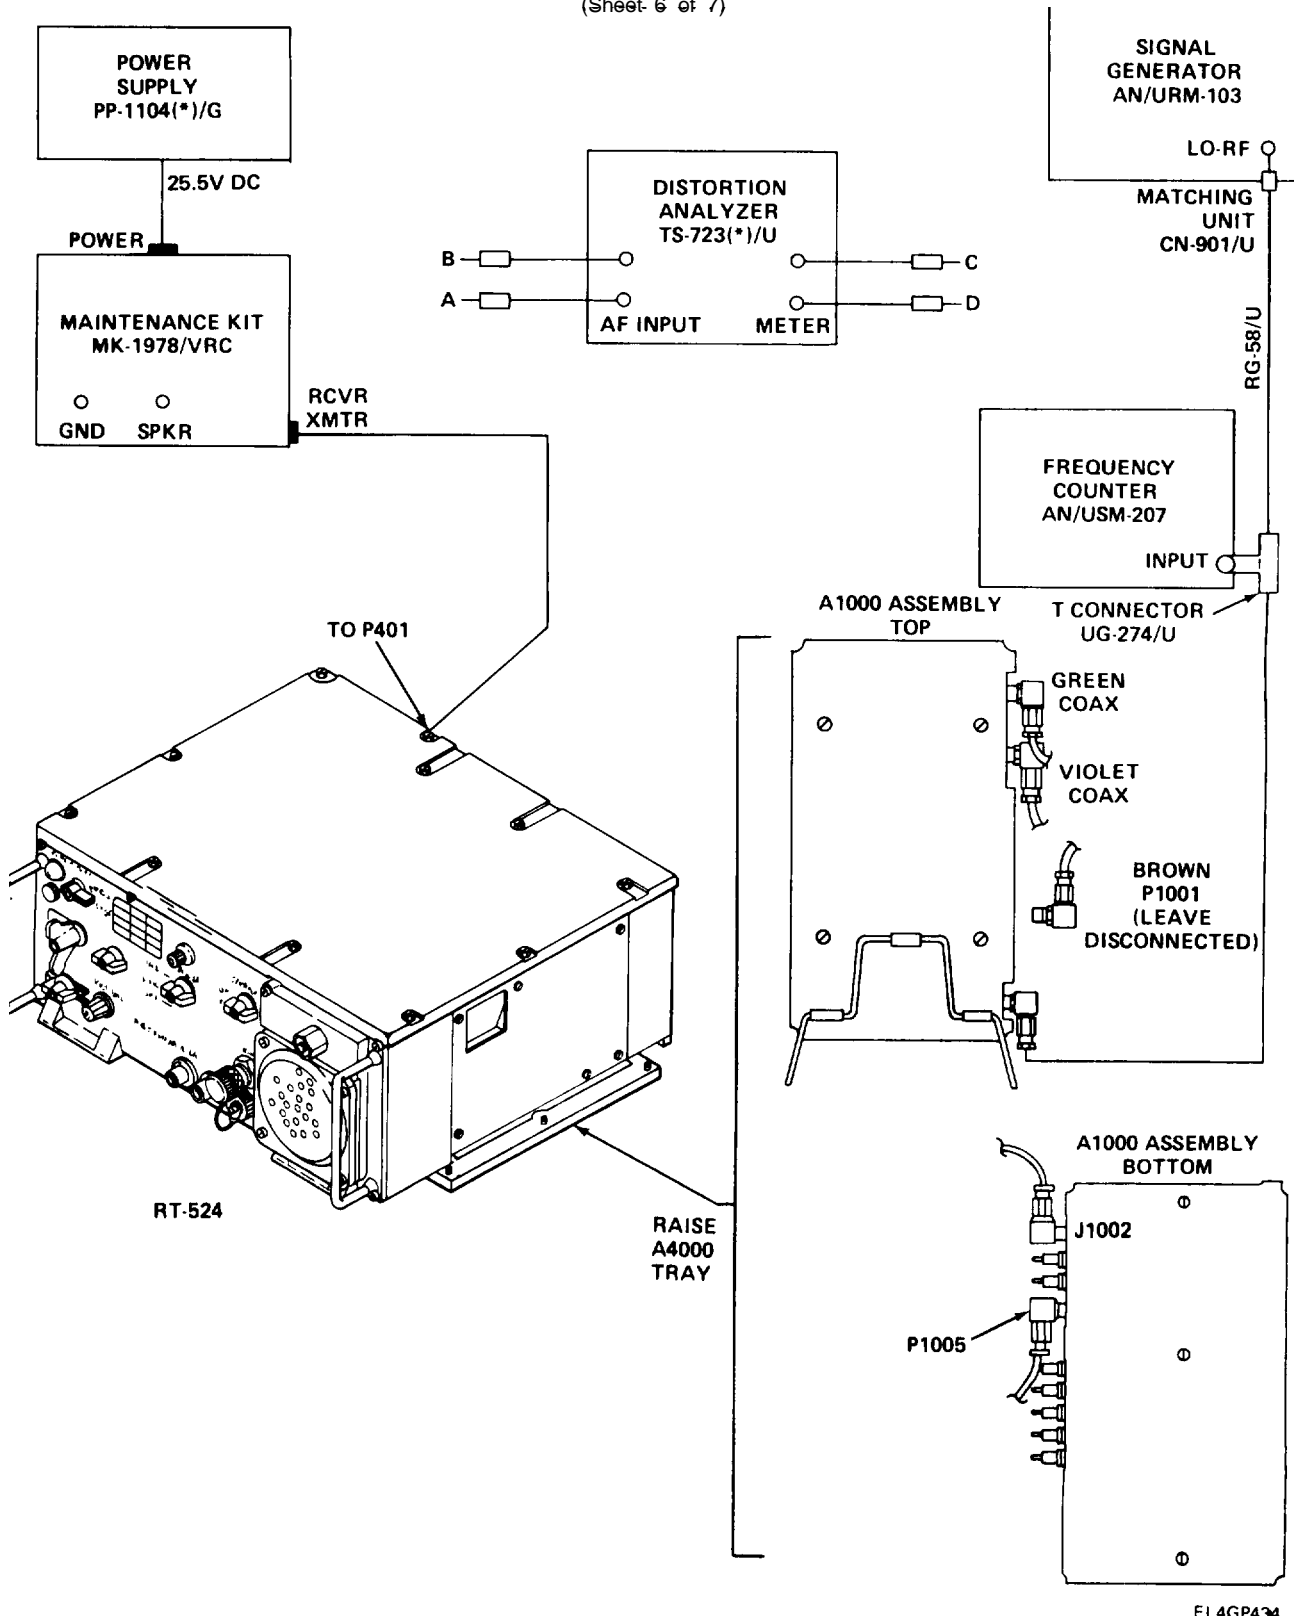 (Sheet 6 of 7)
POWER
SUPPLY
PP-1104(*)/G
25.5V DC
POWER
MAINTENANCE KIT
MK-1978/VRC
GND
SPKR
RCVR
XMTR
DISTORTION
ANALYZER
TS-723(*)/U
B
A
AF INPUT
METER
C
D
SIGNAL
GENERATOR
AN/URM-103
LO-RF
MATCHING
UNIT
CN-901/U
RG-58/U
FREQUENCY
COUNTER
AN/USM-207
INPUT
T CONNECTOR
UG-274/U
TO P401
RT-524
RAISE
A4000
TRAY
A1000 ASSEMBLY
TOP
GREEN
COAX
VIOLET
COAX
BROWN
P1001
(LEAVE
DISCONNECTED)
A1000 ASSEMBLY
BOTTOM
J1002
P1005
EL4GP434